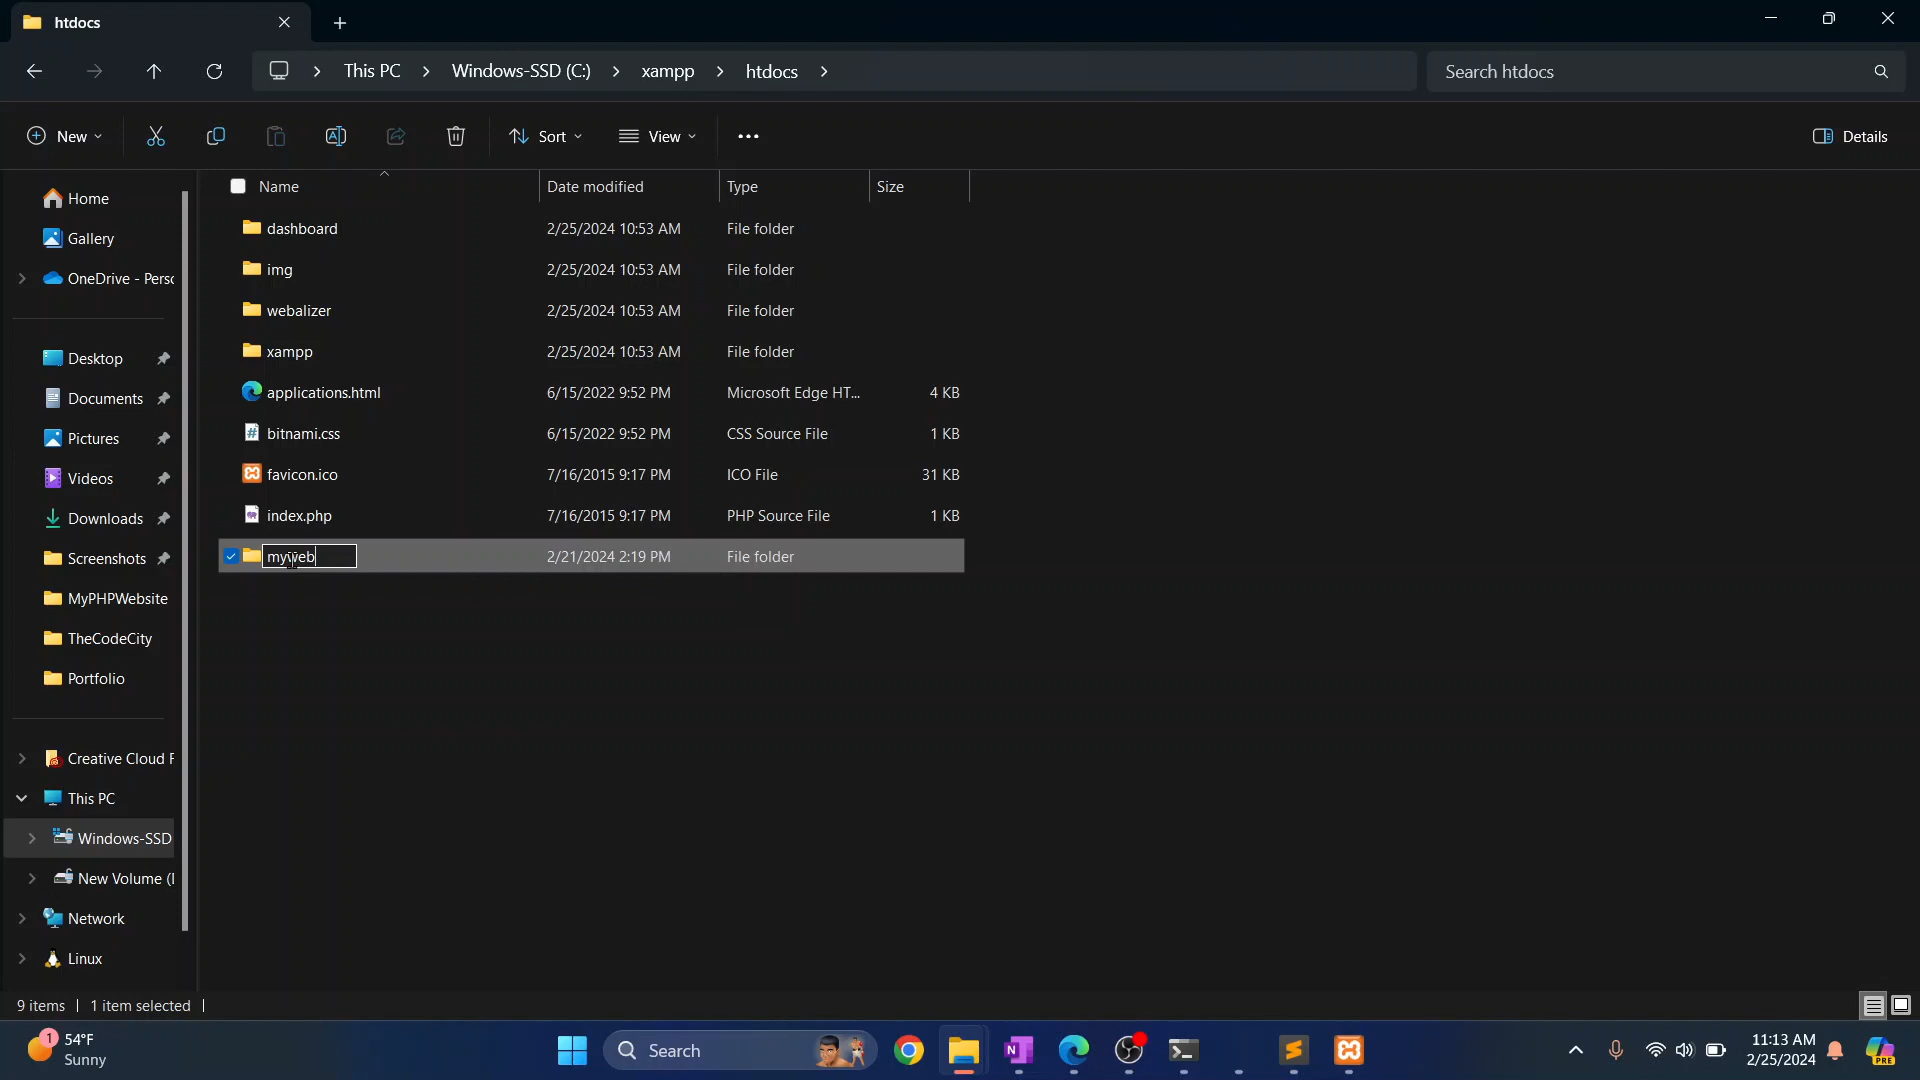 htdocs
This PC
Windows-SSD (C:)
xampp
htdocs
Search htdocs
New
Sort
View
Details
Name
Date modified
Type
Size
dashboard 2/25/2024 10:53 AM File folder
img 2/25/2024 10:53 AM File folder
webalizer 2/25/2024 10:53 AM File folder
xampp 2/25/2024 10:53 AM File folder
applications.html 6/15/2022 9:52 PM Microsoft Edge HT... 4 KB
bitnami.css 6/15/2022 9:52 PM CSS Source File 1 KB
favicon.ico 7/16/2015 9:17 PM ICO File 31 KB
index.php 7/16/2015 9:17 PM PHP Source File 1 KB
myweb 2/21/2024 2:19 PM File folder
Home
Gallery
OneDrive - Persc
Desktop
Documents
Pictures
Videos
Downloads
Screenshots
MyPHPWebsite
TheCodeCity
Portfolio
Creative Cloud F
This PC
Windows-SSD
New Volume (
Network
Linux
9 items
1 item selected
1
54°F
Sunny
Search
11:13 AM
2/25/2024
PRE